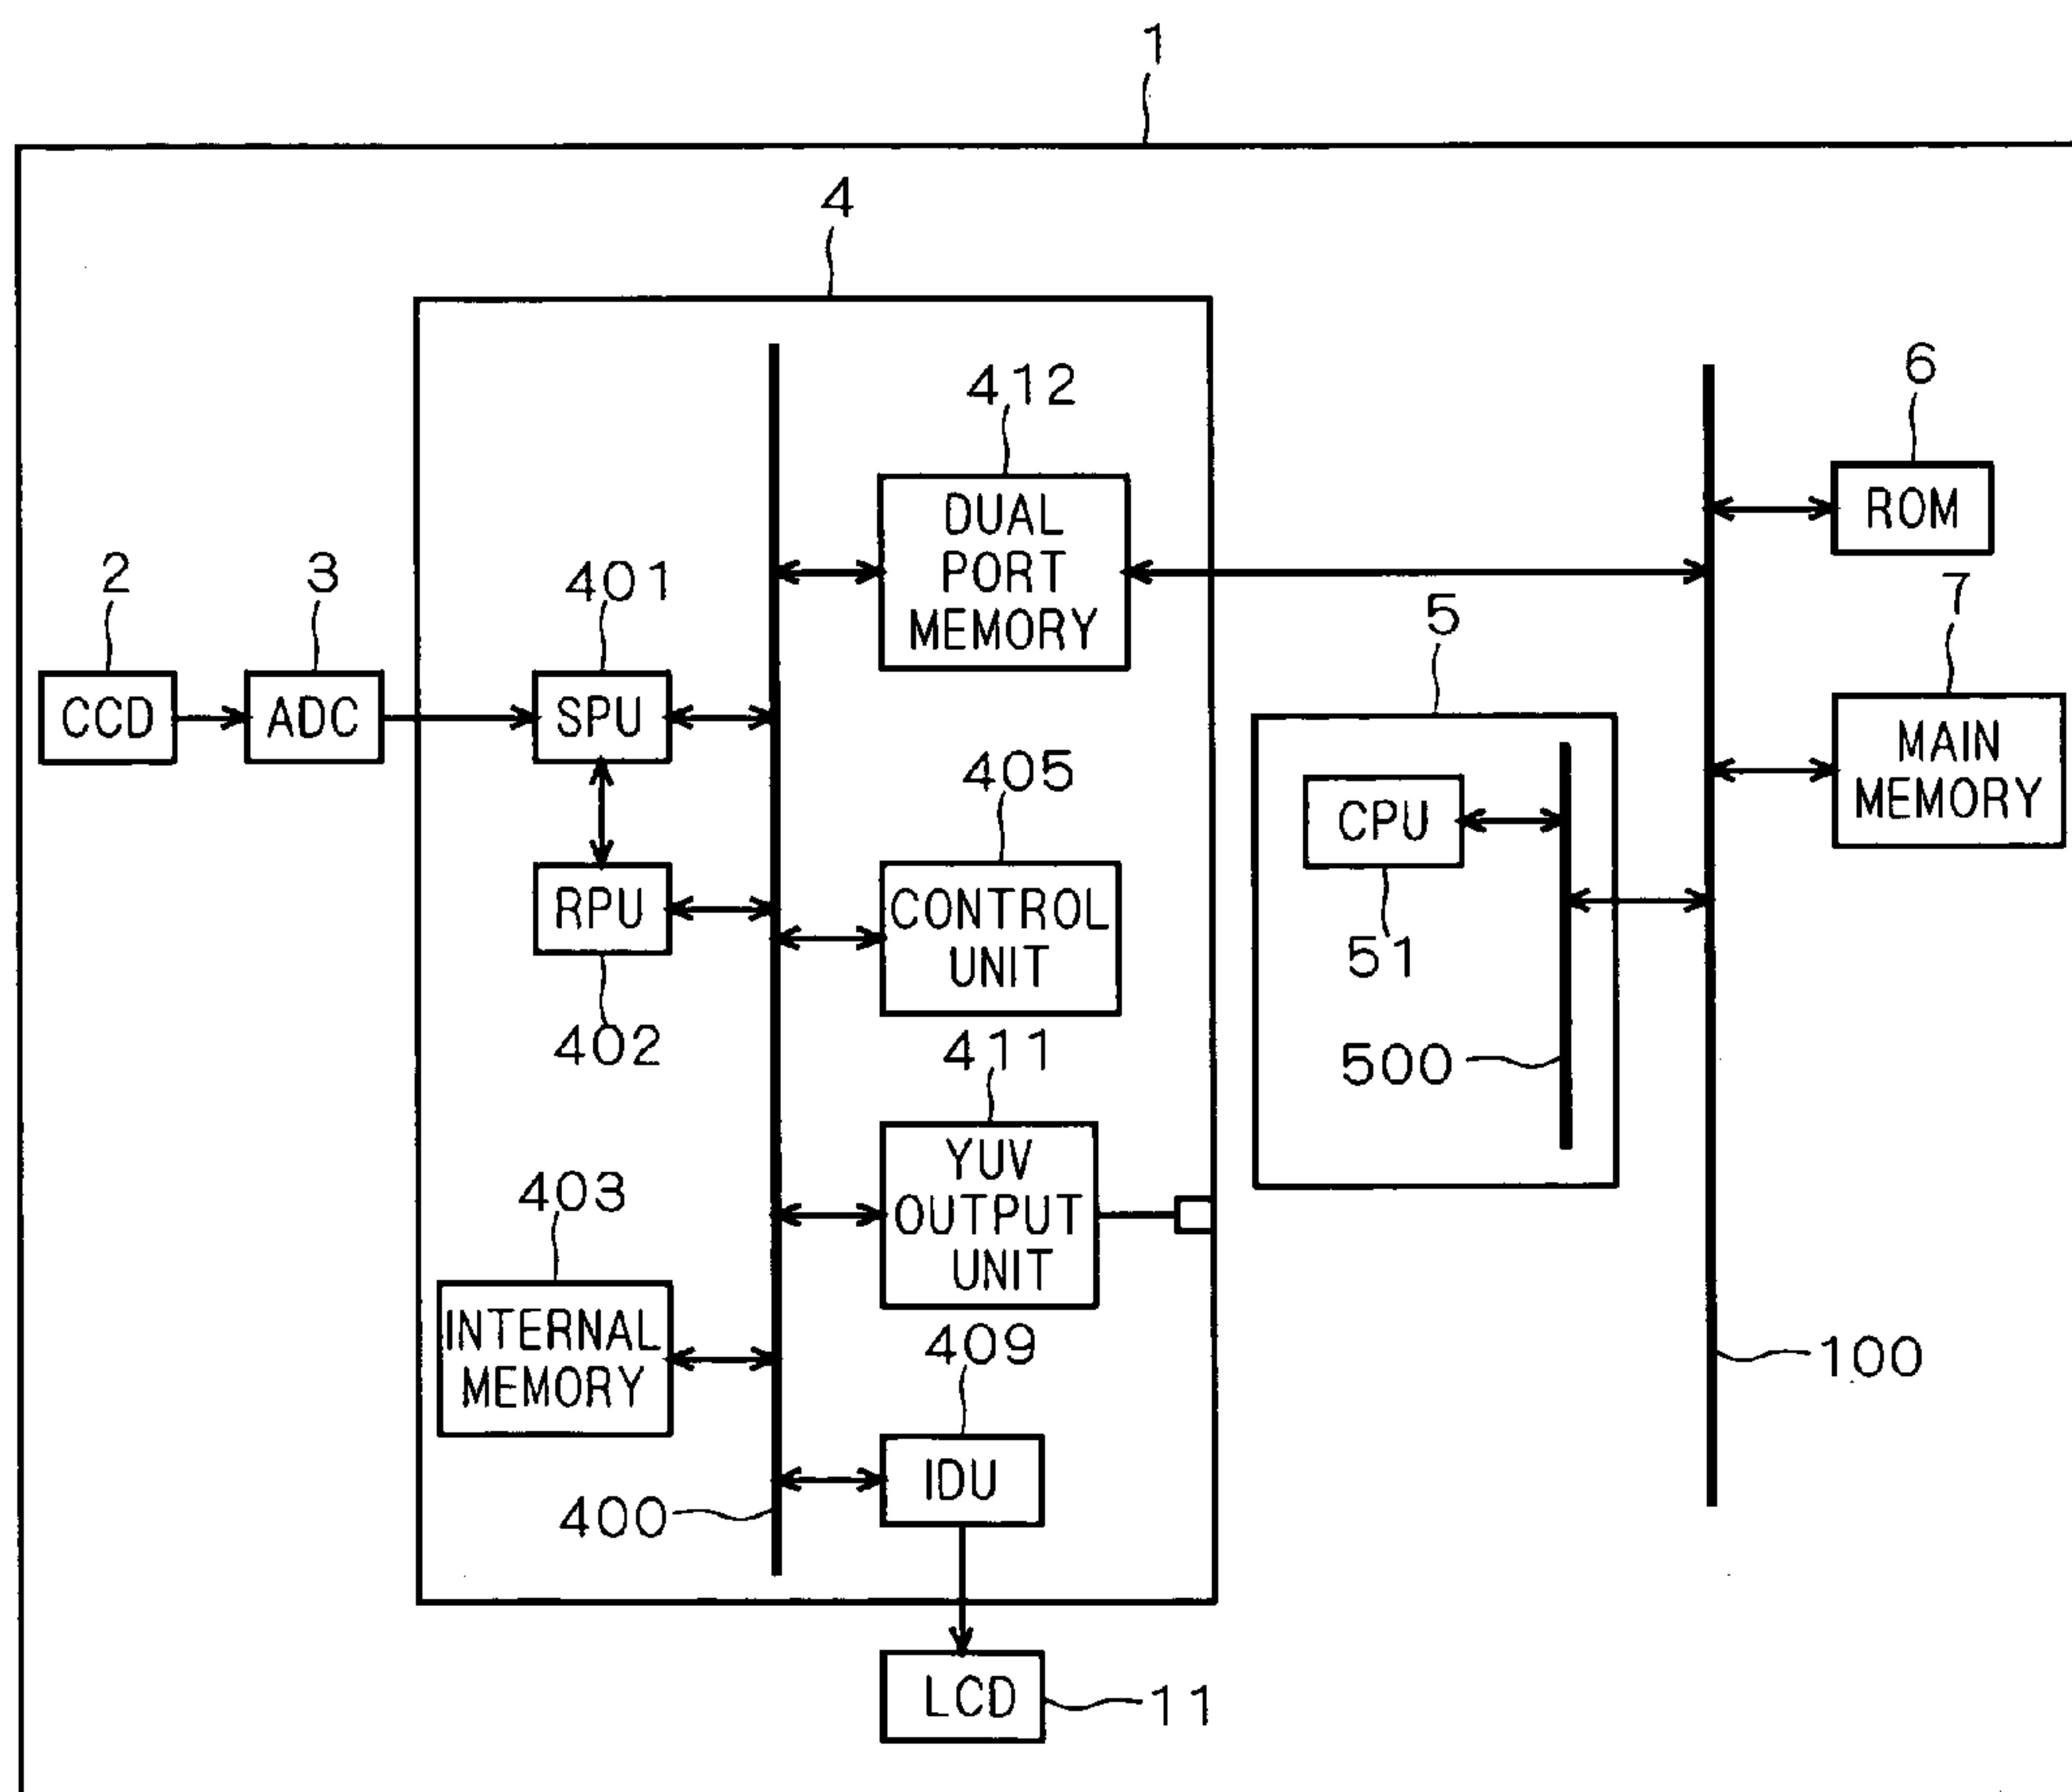 1
4
412
DUAL
PORT
MEMORY
6
ROM
2
CCD
3
ADC
401
SPU
5
7
MAIN
MEMORY
405
CONTROL
UNIT
CPU
51
RPU
402
411
YUV
OUTPUT
UNIT
500
403
INTERNAL
MEMORY
409
IDU
100
400
LCD
11